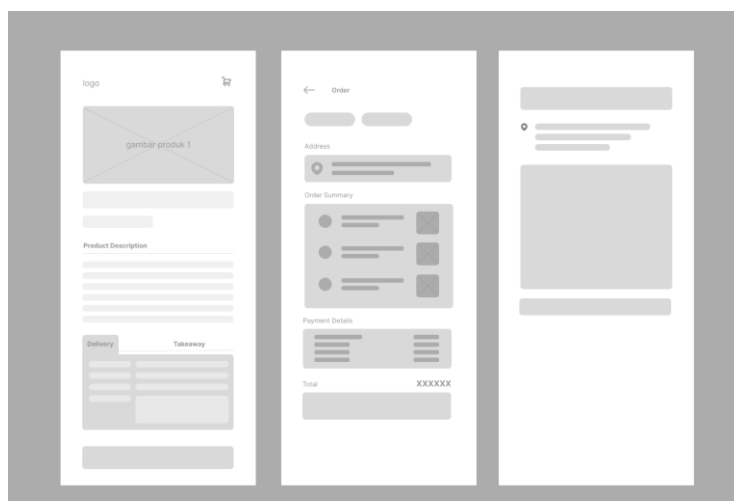 logo
gambar produk 1
Product Description
Delivery
Takeaway
Order
Address
Order Summary
Payment Details
Total
XXXXXX